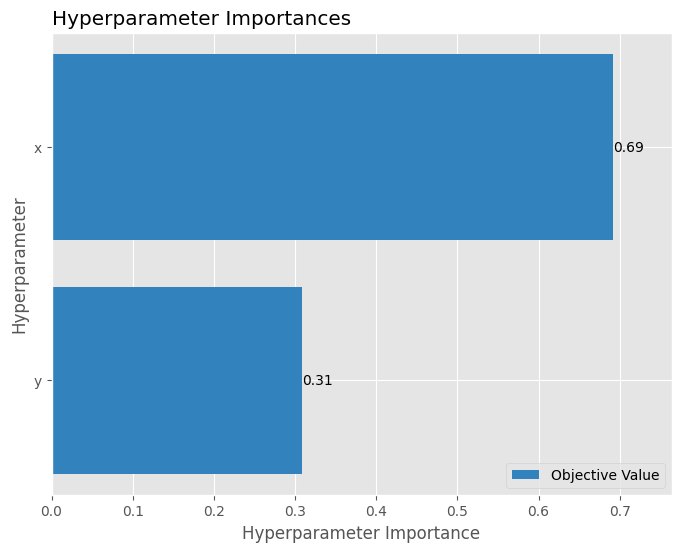 Hyperparameter Importances
Hyperparameter
x
0.69
y
0.31
Objective Value
0.0 0.1 0.2 0.3 0.4 0.5 0.6 0.7
Hyperparameter Importance